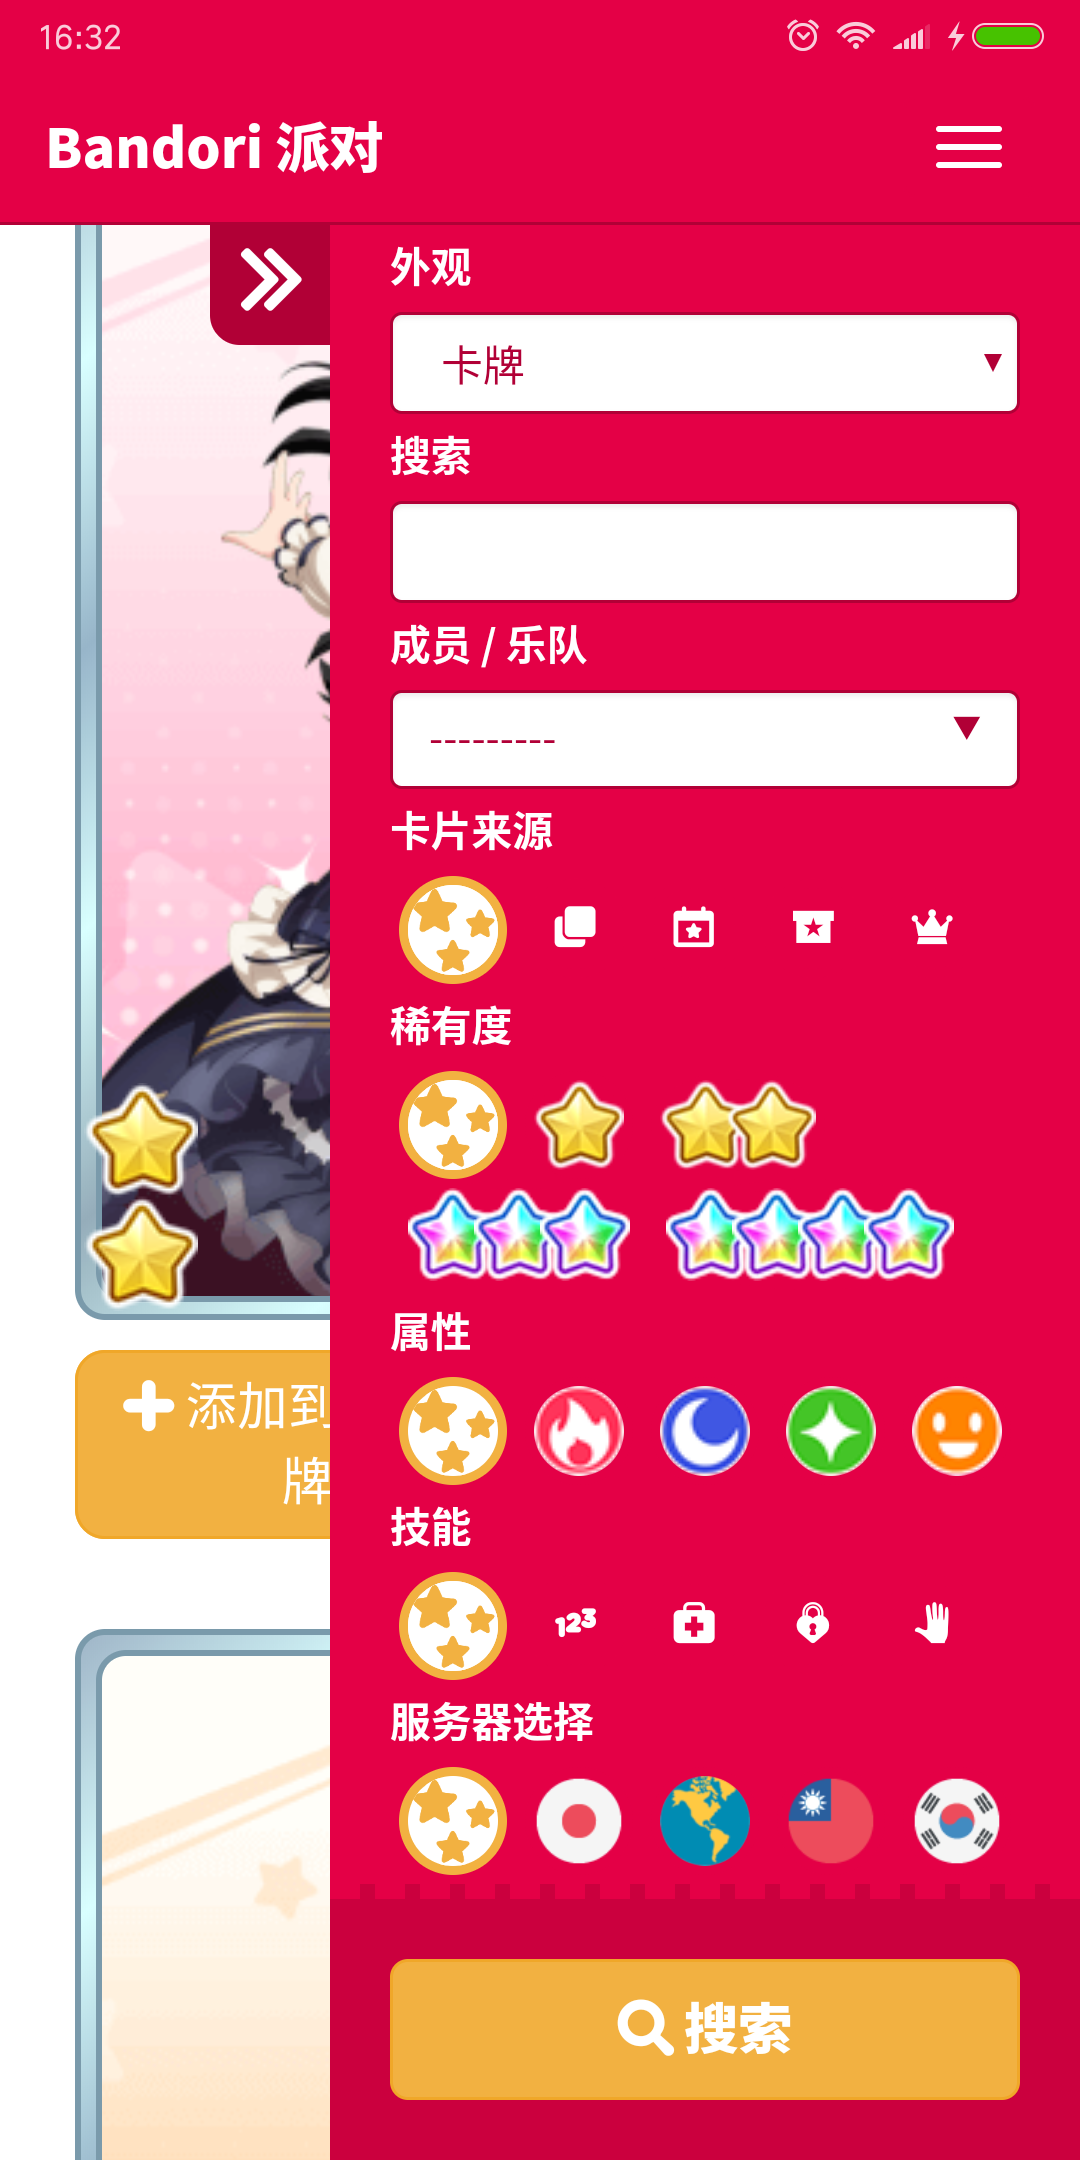 16:32
Bandori 派对
外观
卡牌
搜索
成员 / 乐队
---------
卡片来源
稀有度
属性
添加到
牌
技能
123
服务器选择
搜索